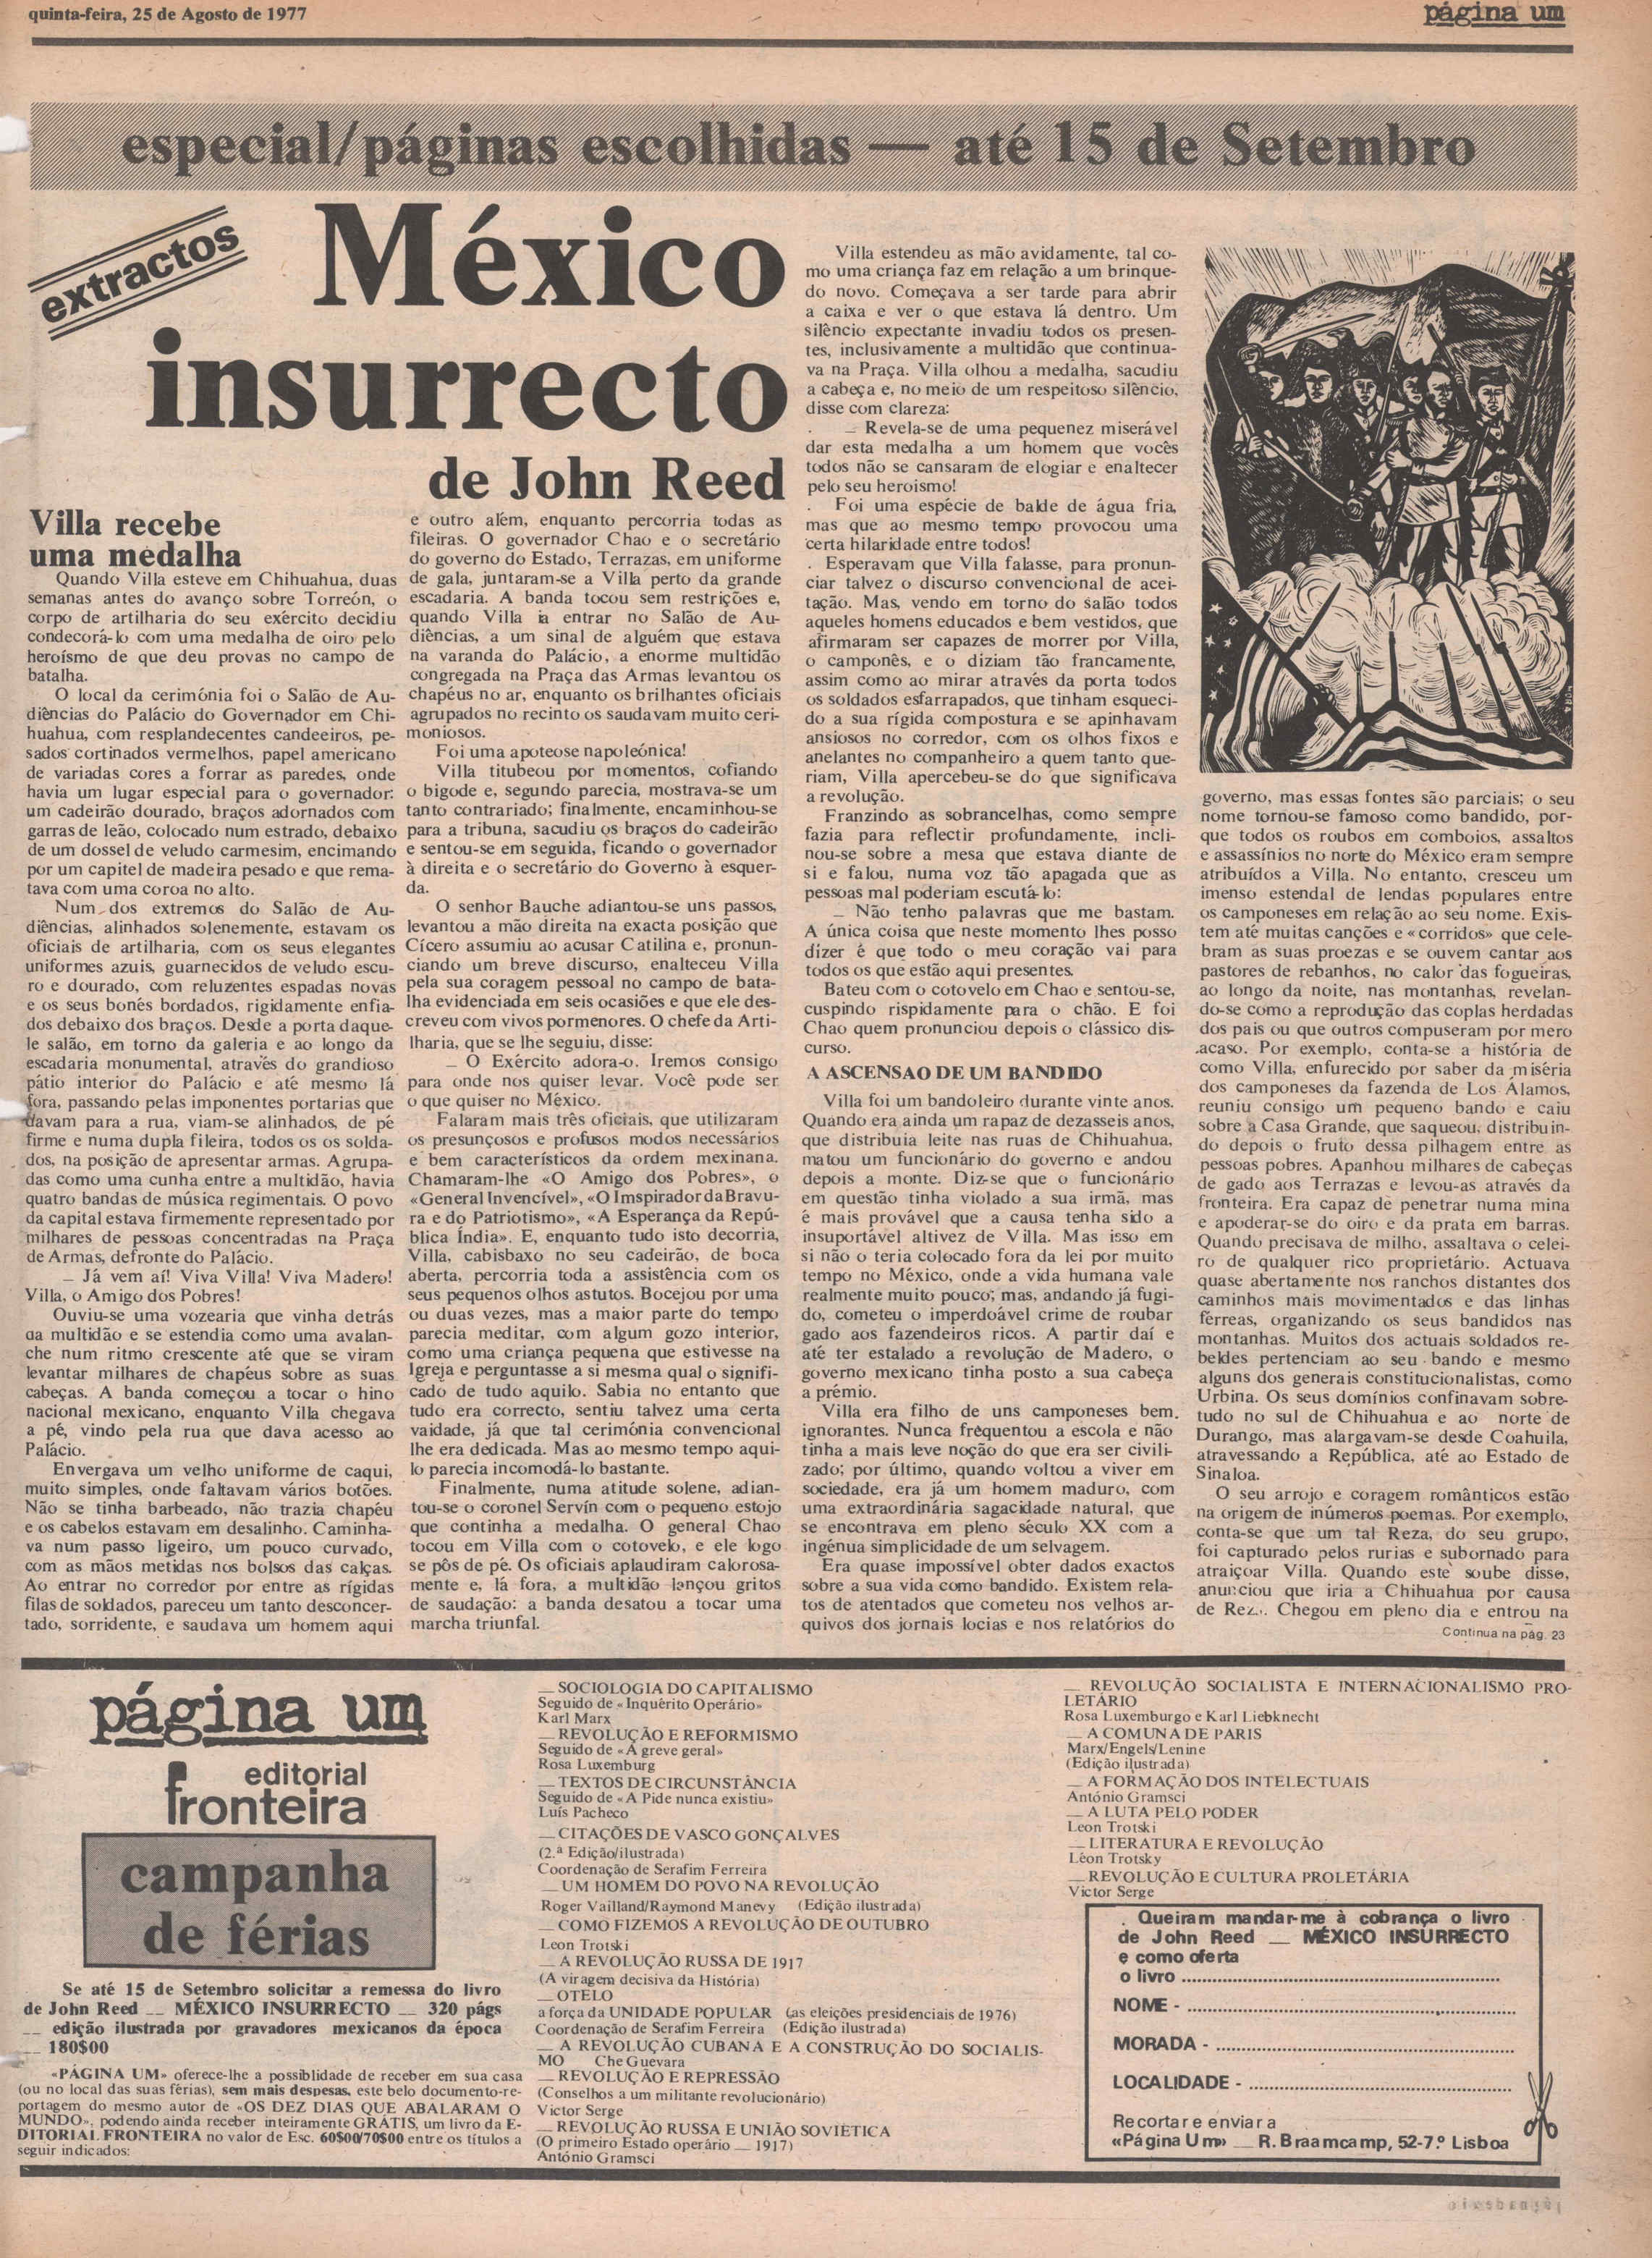 quinta-feira, 25 de Agosto de 1977
página um
especial/páginas escolhidas — até 15 de Setembro
extractos
México
insurrecto
de John Reed
Villa recebe
uma medalha
Quando Villa esteve em Chihuahua, duas
semanas antes do avanço sobre Torreón, o
corpo de artilharia do seu exército decidiu
condecorá-lo com uma medalha de oiro pelo
heroísmo de que deu provas no campo de
batalha.
O local da cerimónia foi o Salão de Au-
diências do Palácio do Governador em Chi-
huahua, com resplandecentes candeeiros, pe-
sados cortinados vermelhos, papel americano
de variadas cores a forrar as paredes, onde
havia um lugar especial para o governador:
um cadeirão dourado, braços adornados com
garras de leão, colocado num estrado, debaixo
de um dossel de veludo carmesim, encimando
por um capitel de madeira pesado e que rema-
tava com uma coroa no alto.
Num dos extremos do Salão de Au-
diências, alinhados solenemente, estavam os
oficiais de artilharia, com os seus elegantes
uniformes azuis, guarnecidos de veludo escu-
ro e dourado, com reluzentes espadas novas
e os seus bonés bordados, rigidamente enfia-
dos debaixo dos braços. Desde a porta daque-
le salão, em torno da galeria e ao longo da
escadaria monumental, através do grandioso
pátio interior do Palácio e até mesmo lá
fora, passando pelas imponentes portarias que
davam para a rua, viam-se alinhados, de pé
firme e numa dupla fileira, todos os os solda-
dos, na posição de apresentar armas. Agrupa-
das como uma cunha entre a multidão, havia
quatro bandas de música regimentais. O povo
da capital estava firmemente representado por
milhares de pessoas concentradas na Praça
de Armas, defronte do Palácio.
— Já vem aí! Viva Villa! Viva Madero!
Villa, o Amigo dos Pobres!
Ouviu-se uma vozearia que vinha detrás
da multidão e se estendia como uma avalan-
che num ritmo crescente até que se viram
levantar milhares de chapéus sobre as suas
cabeças. A banda começou a tocar o hino
nacional mexicano, enquanto Villa chegava
a pé, vindo pela rua que dava acesso ao
Palácio.
Envergava um velho uniforme de caqui,
muito simples, onde faltavam vários botões.
Não se tinha barbeado, não trazia chapéu
e os cabelos estavam em desalinho. Caminha-
va num passo ligeiro, um pouco curvado,
com as mãos metidas nos bolsos das calças.
Ao entrar no corredor por entre as rígidas
filas de soldados, pareceu um tanto desconcer-
tado, sorridente, e saudava um homem aqui
e outro além, enquanto percorria todas as
fileiras. O governador Chao e o secretário
do governo do Estado, Terrazas, em uniforme
de gala, juntaram-se a Villa perto da grande
escadaria. A banda tocou sem restrições e,
quando Villa ia entrar no Salão de Au-
diências, a um sinal de alguém que estava
na varanda do Palácio, a enorme multidão
congregada na Praça das Armas levantou os
chapéus no ar, enquanto os brilhantes oficiais
agrupados no recinto os saudavam muito ceri-
moniosos.
Foi uma apoteose napoleónica!
Villa titubeou por momentos, cofiando
o bigode e, segundo parecia, mostrava-se um
tanto contrariado; finalmente, encaminhou-se
para a tribuna, sacudiu os braços do cadeirão
e sentou-se em seguida, ficando o governador
à direita e o secretário do Governo à esquer-
da.
O senhor Bauche adiantou-se uns passos,
levantou a mão direita na exacta posição que
Cícero assumiu ao acusar Catilina e, pronun-
ciando um breve discurso, enalteceu Villa
pela sua coragem pessoal no campo de bata-
lha evidenciada em seis ocasiões e que ele des-
creveu com vivos pormenores. O chefe da Arti-
lharia, que se lhe seguiu, disse:
— O Exército adora-o. Iremos consigo
para onde nos quiser levar. Você pode ser
o que quiser no México.
Falaram mais três oficiais, que utilizaram
os presunçosos e profusos modos necessários
e bem característicos da ordem mexinana.
Chamaram-lhe «O Amigo dos Pobres», o
«General Invencível», «O Imspirador da Bravu-
ra e do Patriotismo», «A Esperança da Repú-
blica Índia». E, enquanto tudo isto decorria,
Villa, cabisbaxo no seu cadeirão, de boca
aberta, percorria toda a assistência com os
seus pequenos olhos astutos. Bocejou por uma
ou duas vezes, mas a maior parte do tempo
parecia meditar, com algum gozo interior,
como uma criança pequena que estivesse na
Igreja e perguntasse a si mesma qual o signifi-
cado de tudo aquilo. Sabia no entanto que
tudo era correcto, sentiu talvez uma certa
vaidade, já que tal cerimónia convencional
lhe era dedicada. Mas ao mesmo tempo aqui-
lo parecia incomodá-lo bastante.
Finalmente, numa atitude solene, adian-
tou-se o coronel Servín com o pequeno estojo
que continha a medalha. O general Chao
tocou em Villa com o cotovelo, e ele logo
se pôs de pé. Os oficiais aplaudiram calorosa-
mente e, lá fora, a multidão lançou gritos
de saudação: a banda desatou a tocar uma
marcha triunfal.
Villa estendeu as mão avidamente, tal co-
mo uma criança faz em relação a um brinque-
do novo. Começava a ser tarde para abrir
a caixa e ver o que estava lá dentro. Um
silêncio expectante invadiu todos os presen-
tes, inclusivamente a multidão que continua-
va na Praça. Villa olhou a medalha, sacudiu
a cabeça e, no meio de um respeitoso silêncio,
disse com clareza:
— Revela-se de uma pequenez miserável
dar esta medalha a um homem que vocês
todos não se cansaram de elogiar e enaltecer
pelo seu heroismo!
Foi uma espécie de balde de água fria,
mas que ao mesmo tempo provocou uma
certa hilaridade entre todos!
Esperavam que Villa falasse, para pronun-
ciar talvez o discurso convencional de acei-
tação. Mas, vendo em torno do salão todos
aqueles homens educados e bem vestidos, que
afirmaram ser capazes de morrer por Villa,
o camponês, e o diziam tão francamente,
assim como ao mirar através da porta todos
os soldados esfarrapados, que tinham esqueci-
do a sua rígida compostura e se apinhavam
ansiosos no corredor, com os olhos fixos e
anelantes no companheiro a quem tanto que-
riam, Villa apercebeu-se do que significava
a revolução.
Franzindo as sobrancelhas, como sempre
fazia para reflectir profundamente, incli-
nou-se sobre a mesa que estava diante de
si e falou, numa voz tão apagada que as
pessoas mal poderiam escutá-lo:
— Não tenho palavras que me bastam.
A única coisa que neste momento lhes posso
dizer é que todo o meu coração vai para
todos os que estão aqui presentes.
Bateu com o cotovelo em Chao e sentou-se,
cuspindo rispidamente para o chão. E foi
Chao quem pronunciou depois o clássico dis-
curso.
A ASCENSAO DE UM BANDIDO
Villa foi um bandoleiro durante vinte anos.
Quando era ainda um rapaz de dezasseis anos,
que distribuia leite nas ruas de Chihuahua,
matou um funcionário do governo e andou
depois a monte. Diz-se que o funcionário
em questão tinha violado a sua irmã, mas
é mais provável que a causa tenha sido a
insuportável altivez de Villa. Mas isso em
si não o teria colocado fora da lei por muito
tempo no México, onde a vida humana vale
realmente muito pouco; mas, andando já fugi-
do, cometeu o imperdoável crime de roubar
gado aos fazendeiros ricos. A partir daí e
até ter estalado a revolução de Madero, o
governo mexicano tinha posto a sua cabeça
a prémio.
Villa era filho de uns camponeses bem
ignorantes. Nunca frequentou a escola e não
tinha a mais leve noção do que era ser civili-
zado; por último, quando voltou a viver em
sociedade, era já um homem maduro, com
uma extraordinária sagacidade natural, que
se encontrava em pleno século XX com a
ingénua simplicidade de um selvagem.
Era quase impossível obter dados exactos
sobre a sua vida como bandido. Existem rela-
tos de atentados que cometeu nos velhos ar-
quivos dos jornais locias e nos relatórios do
governo, mas essas fontes são parciais; o seu
nome tornou-se famoso como bandido, por-
que todos os roubos em comboios, assaltos
e assassínios no norte do México eram sempre
atribuídos a Villa. No entanto, cresceu um
imenso estendal de lendas populares entre
os camponeses em relação ao seu nome. Exis-
tem até muitas canções e «corridos» que cele-
bram as suas proezas e se ouvem cantar aos
pastores de rebanhos, no calor das fogueiras,
ao longo da noite, nas montanhas, revelan-
do-se como a reprodução das coplas herdadas
dos pais ou que outros compuseram por mero
acaso. Por exemplo, conta-se a história de
como Villa, enfurecido por saber da miséria
dos camponeses da fazenda de Los Álamos,
reuniu consigo um pequeno bando e caiu
sobre a Casa Grande, que saqueou, distribuin-
do depois o fruto dessa pilhagem entre as
pessoas pobres. Apanhou milhares de cabeças
de gado aos Terrazas e levou-as através da
fronteira. Era capaz de penetrar numa mina
e apoderar-se do oiro e da prata em barras.
Quando precisava de milho, assaltava o celei-
ro de qualquer rico proprietário. Actuava
quase abertamente nos ranchos distantes dos
caminhos mais movimentados e das linhas
férreas, organizando os seus bandidos nas
montanhas. Muitos dos actuais soldados re-
beldes pertenciam ao seu bando e mesmo
alguns dos generais constitucionalistas, como
Urbina. Os seus domínios confinavam sobre-
tudo no sul de Chihuahua e ao norte de
Durango, mas alargavam-se desde Coahuila,
atravessando a República, até ao Estado de
Sinaloa.
O seu arrojo e coragem românticos estão
na origem de inúmeros poemas. Por exemplo,
conta-se que um tal Reza, do seu grupo,
foi capturado pelos rurias e subornado para
atraiçoar Villa. Quando este soube disso,
anunciou que iria a Chihuahua por causa
de Rez. Chegou em pleno dia e entrou na
Continua na pág. 23
página um
editorial
fronteira
campanha
de férias
Se até 15 de Setembro solicitar a remessa do livro
de John Reed — MÉXICO INSURRECTO — 320 págs
— edição ilustrada por gravadores mexicanos da época
— 180$00
«PÁGINA UM» oferece-lhe a possiblidade de receber em sua casa
(ou no local das suas férias), sem mais despesas, este belo documento-re-
portagem do mesmo autor de «OS DEZ DIAS QUE ABALARAM O
MUNDO», podendo ainda receber inteiramente GRÁTIS, um livro da E-
DITORIAL FRONTEIRA no valor de Esc. 60$00/70$00 entre os títulos a
seguir indicados:
— SOCIOLOGIA DO CAPITALISMO
Seguido de «Inquérito Operário»
Karl Marx
— REVOLUÇÃO E REFORMISMO
Seguido de «A greve geral»
Rosa Luxemburg
— TEXTOS DE CIRCUNSTÂNCIA
Seguido de «A Pide nunca existiu»
Luís Pacheco
— CITAÇÕES DE VASCO GONÇALVES
(2.ª Edição/ilustrada)
Coordenação de Serafim Ferreira
— UM HOMEM DO POVO NA REVOLUÇÃO
Roger Vailland/Raymond Manevy (Edição ilustrada)
— COMO FIZEMOS A REVOLUÇÃO DE OUTUBRO
Leon Trotski
— A REVOLUÇÃO RUSSA DE 1917
(A viragem decisiva da História)
— OTELO
a força da UNIDADE POPULAR (as eleições presidenciais de 1976)
Coordenação de Serafim Ferreira (Edição ilustrada)
— A REVOLUÇÃO CUBANA E A CONSTRUÇÃO DO SOCIALIS-
MO Che Guevara
— REVOLUÇÃO E REPRESSÃO
(Conselhos a um militante revolucionário)
Victor Serge
— REVOLUÇÃO RUSSA E UNIÃO SOVIÉTICA
(O primeiro Estado operário — 1917)
António Gramsci
— REVOLUÇÃO SOCIALISTA E INTERNACIONALISMO PRO-
LETÁRIO
Rosa Luxemburgo e Karl Liebknecht
— A COMUNA DE PARIS
Marx/Engels/Lenine
(Edição ilustrada)
— A FORMAÇÃO DOS INTELECTUAIS
António Gramsci
— A LUTA PELO PODER
Leon Trotski
— LITERATURA E REVOLUÇÃO
Léon Trotsky
— REVOLUÇÃO E CULTURA PROLETÁRIA
Victor Serge
Queiram mandar-me à cobrança o livro
de John Reed — MÉXICO INSURRECTO
e como oferta
o livro
NOME -
MORADA -
LOCALIDADE -
Recortar e enviar a
«Página Um» — R. Braamcamp, 52-7.º Lisboa